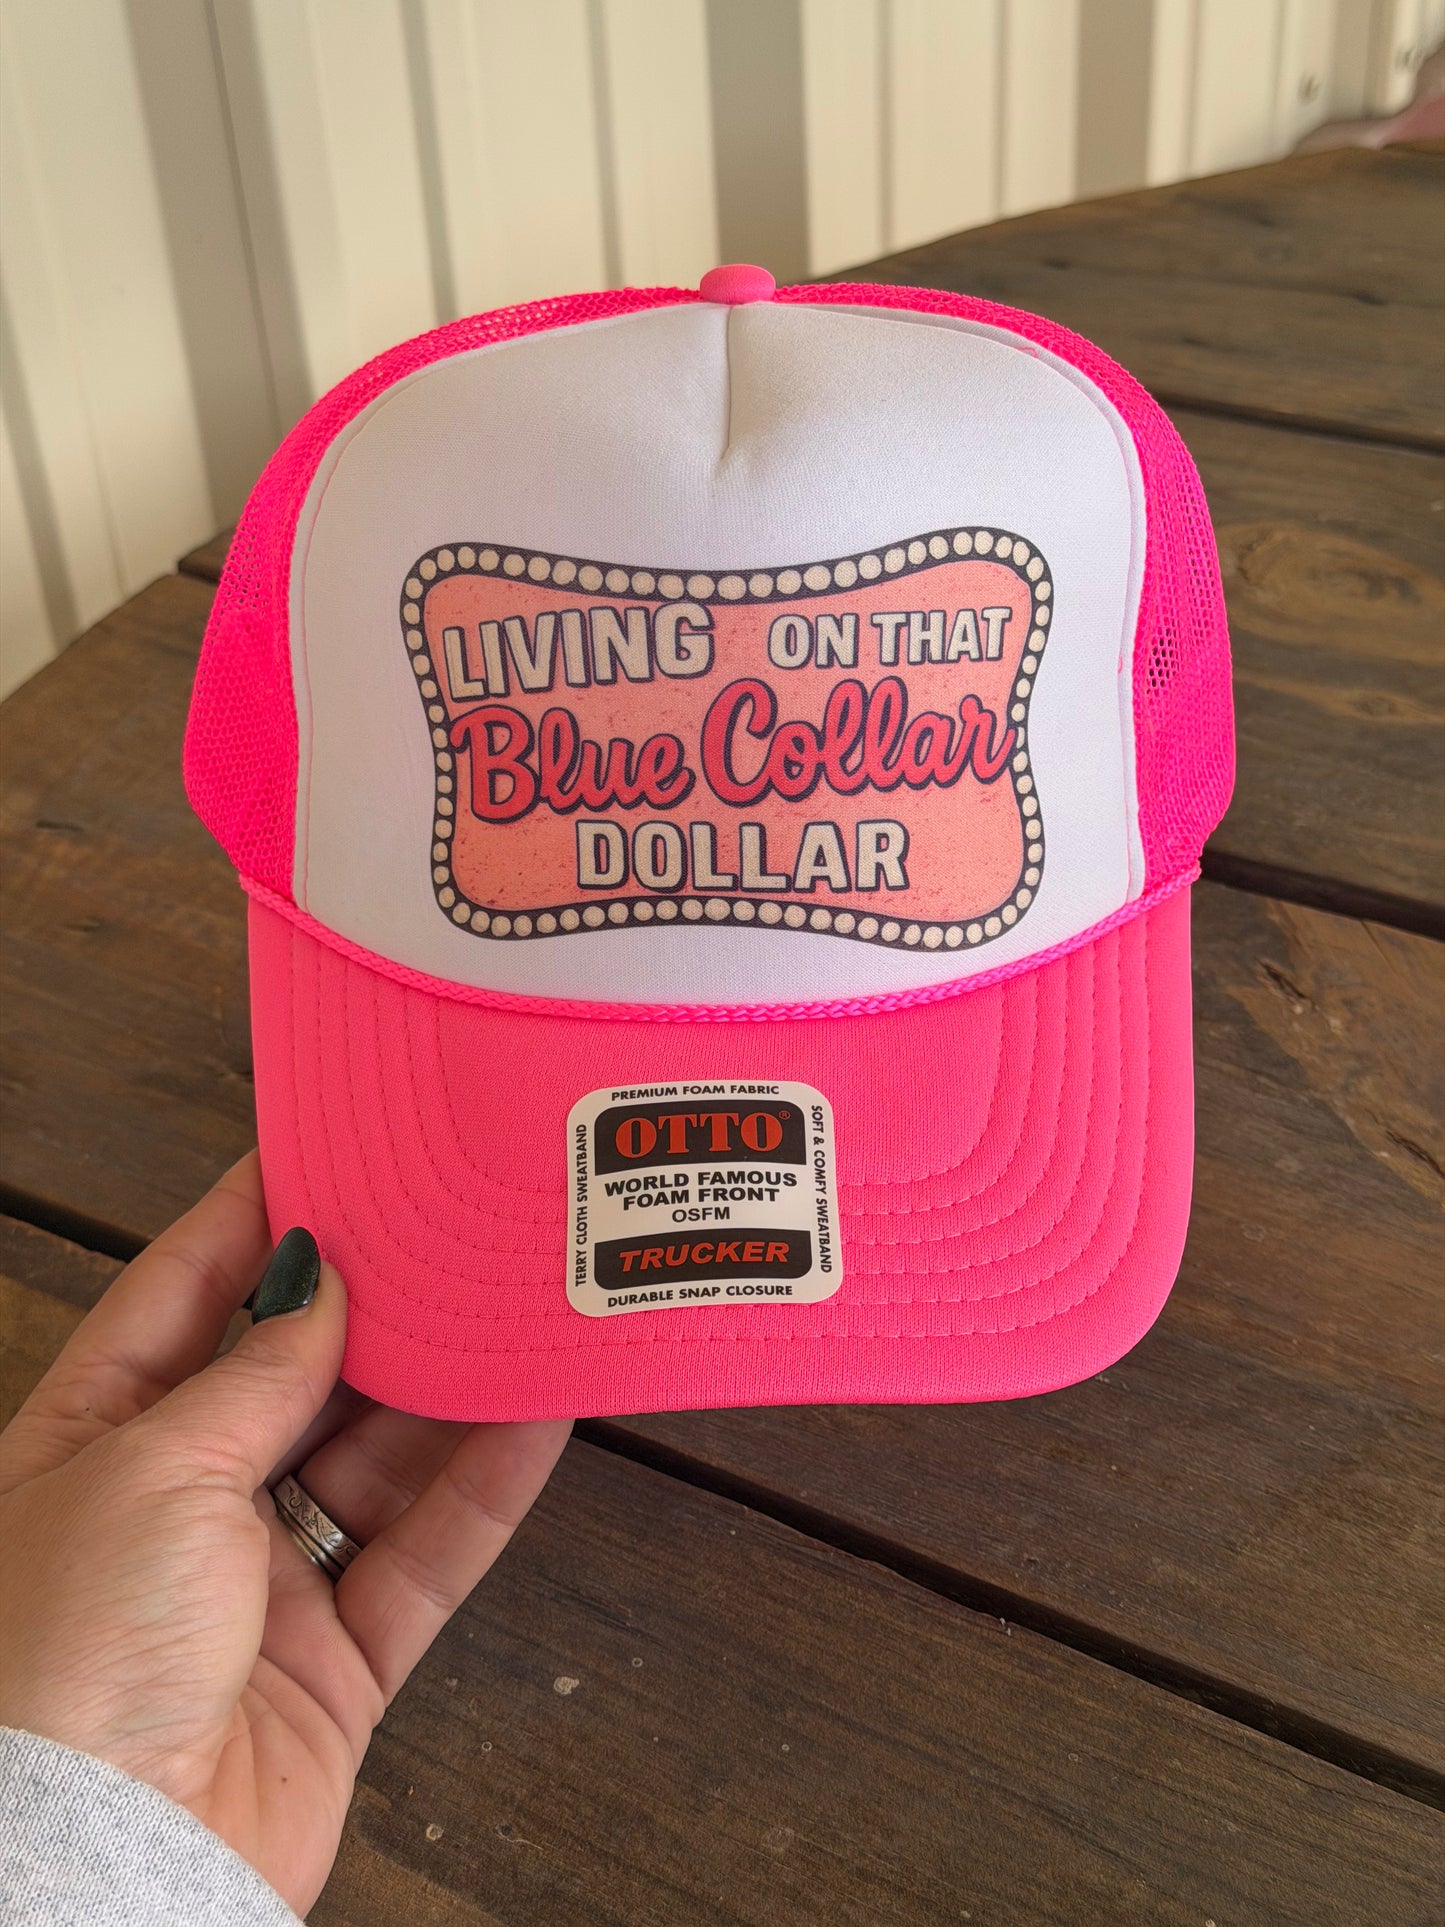 LIVING ON THAT
Blue Collar
DOLLAR
PREMIUM FOAM FABRIC
OTTO®
WORLD FAMOUS
FOAM FRONT
OSFM
TRUCKER
DURABLE SNAP CLOSURE
TERRY CLOTH SWEATBAND
SOFT & COMFY SWEATBAND